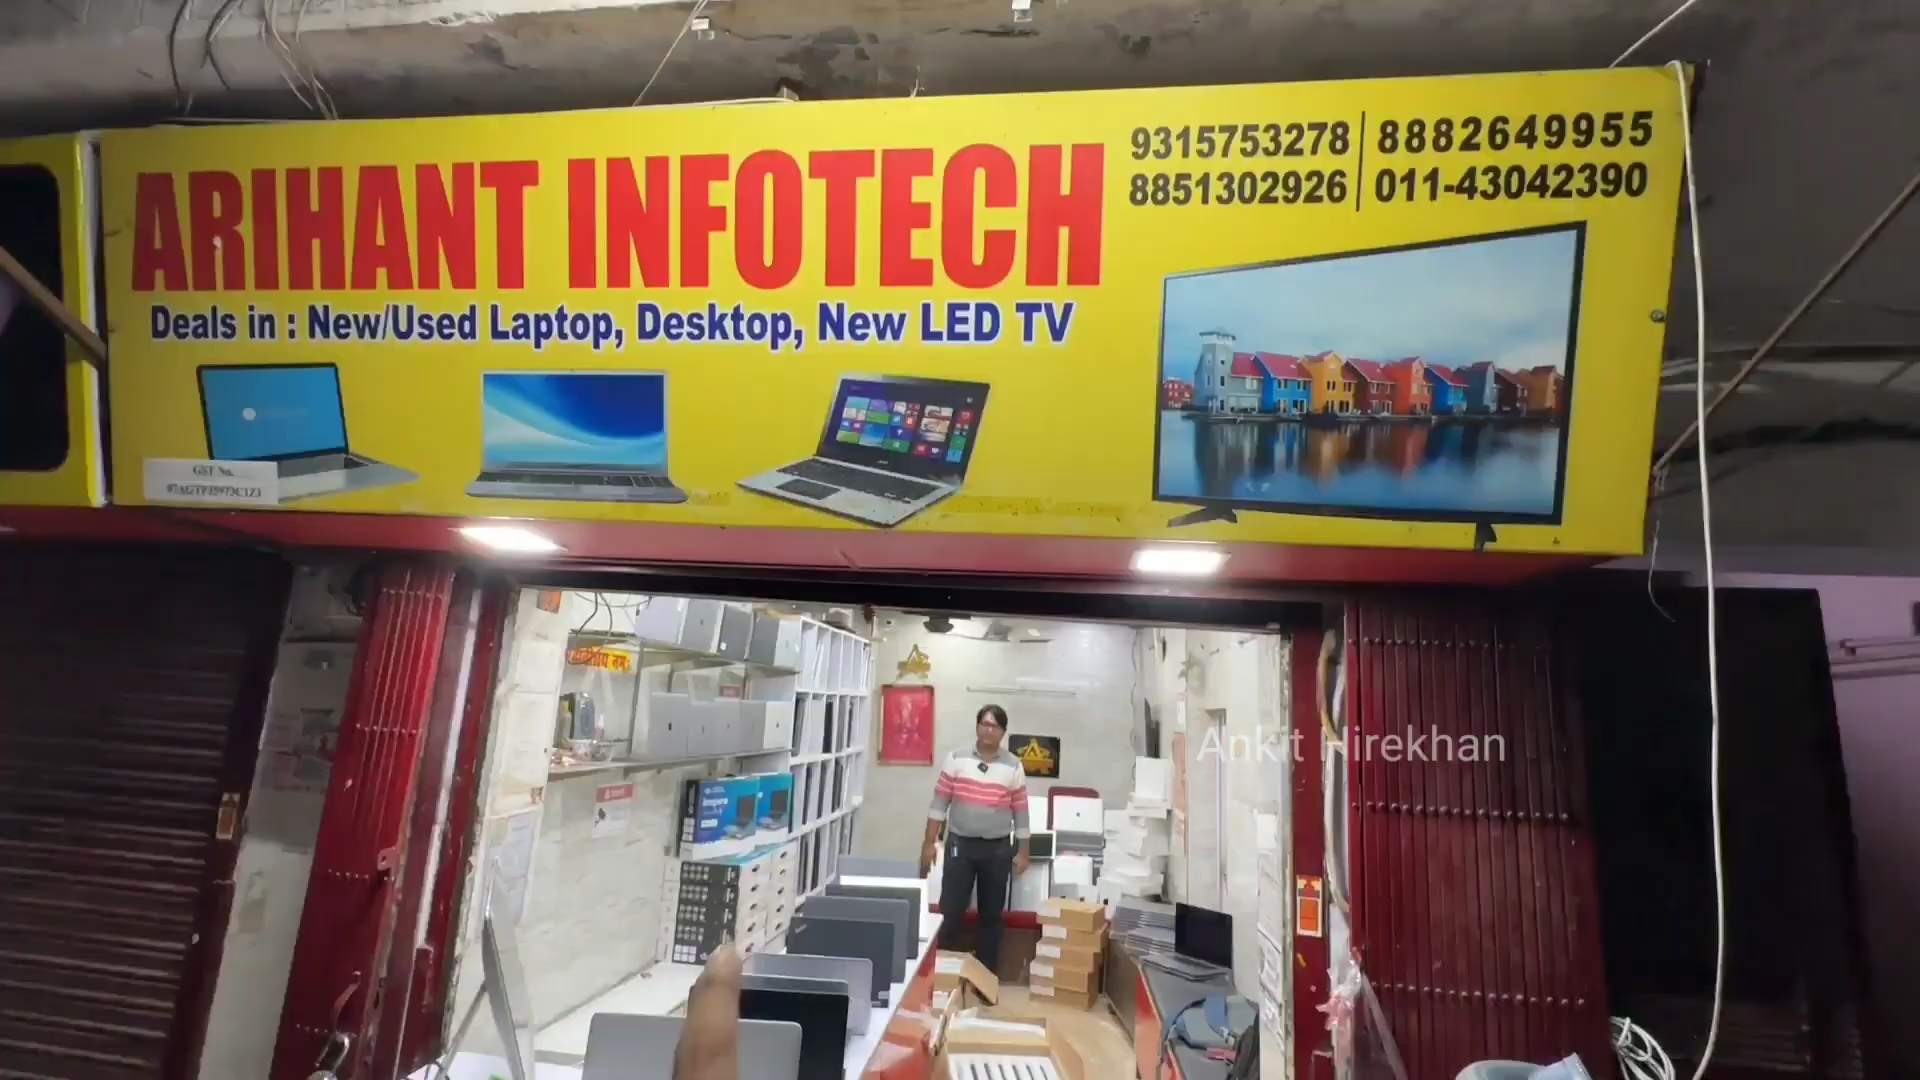 ARIHANT INFOTECH
9315753278 | 8882649955
8851302926 | 011-43042390
Deals in : New/Used Laptop, Desktop, New LED TV
GST No.
Ankit Hirekhan